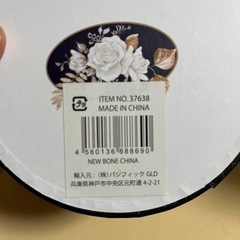 ITEM NO. 37638
MADE IN CHINA
4 560136 888690
NEW BONE CHINA
輸入元:(株)パシフィック GLD
兵庫県神戸市中央区元町通 4-2-21